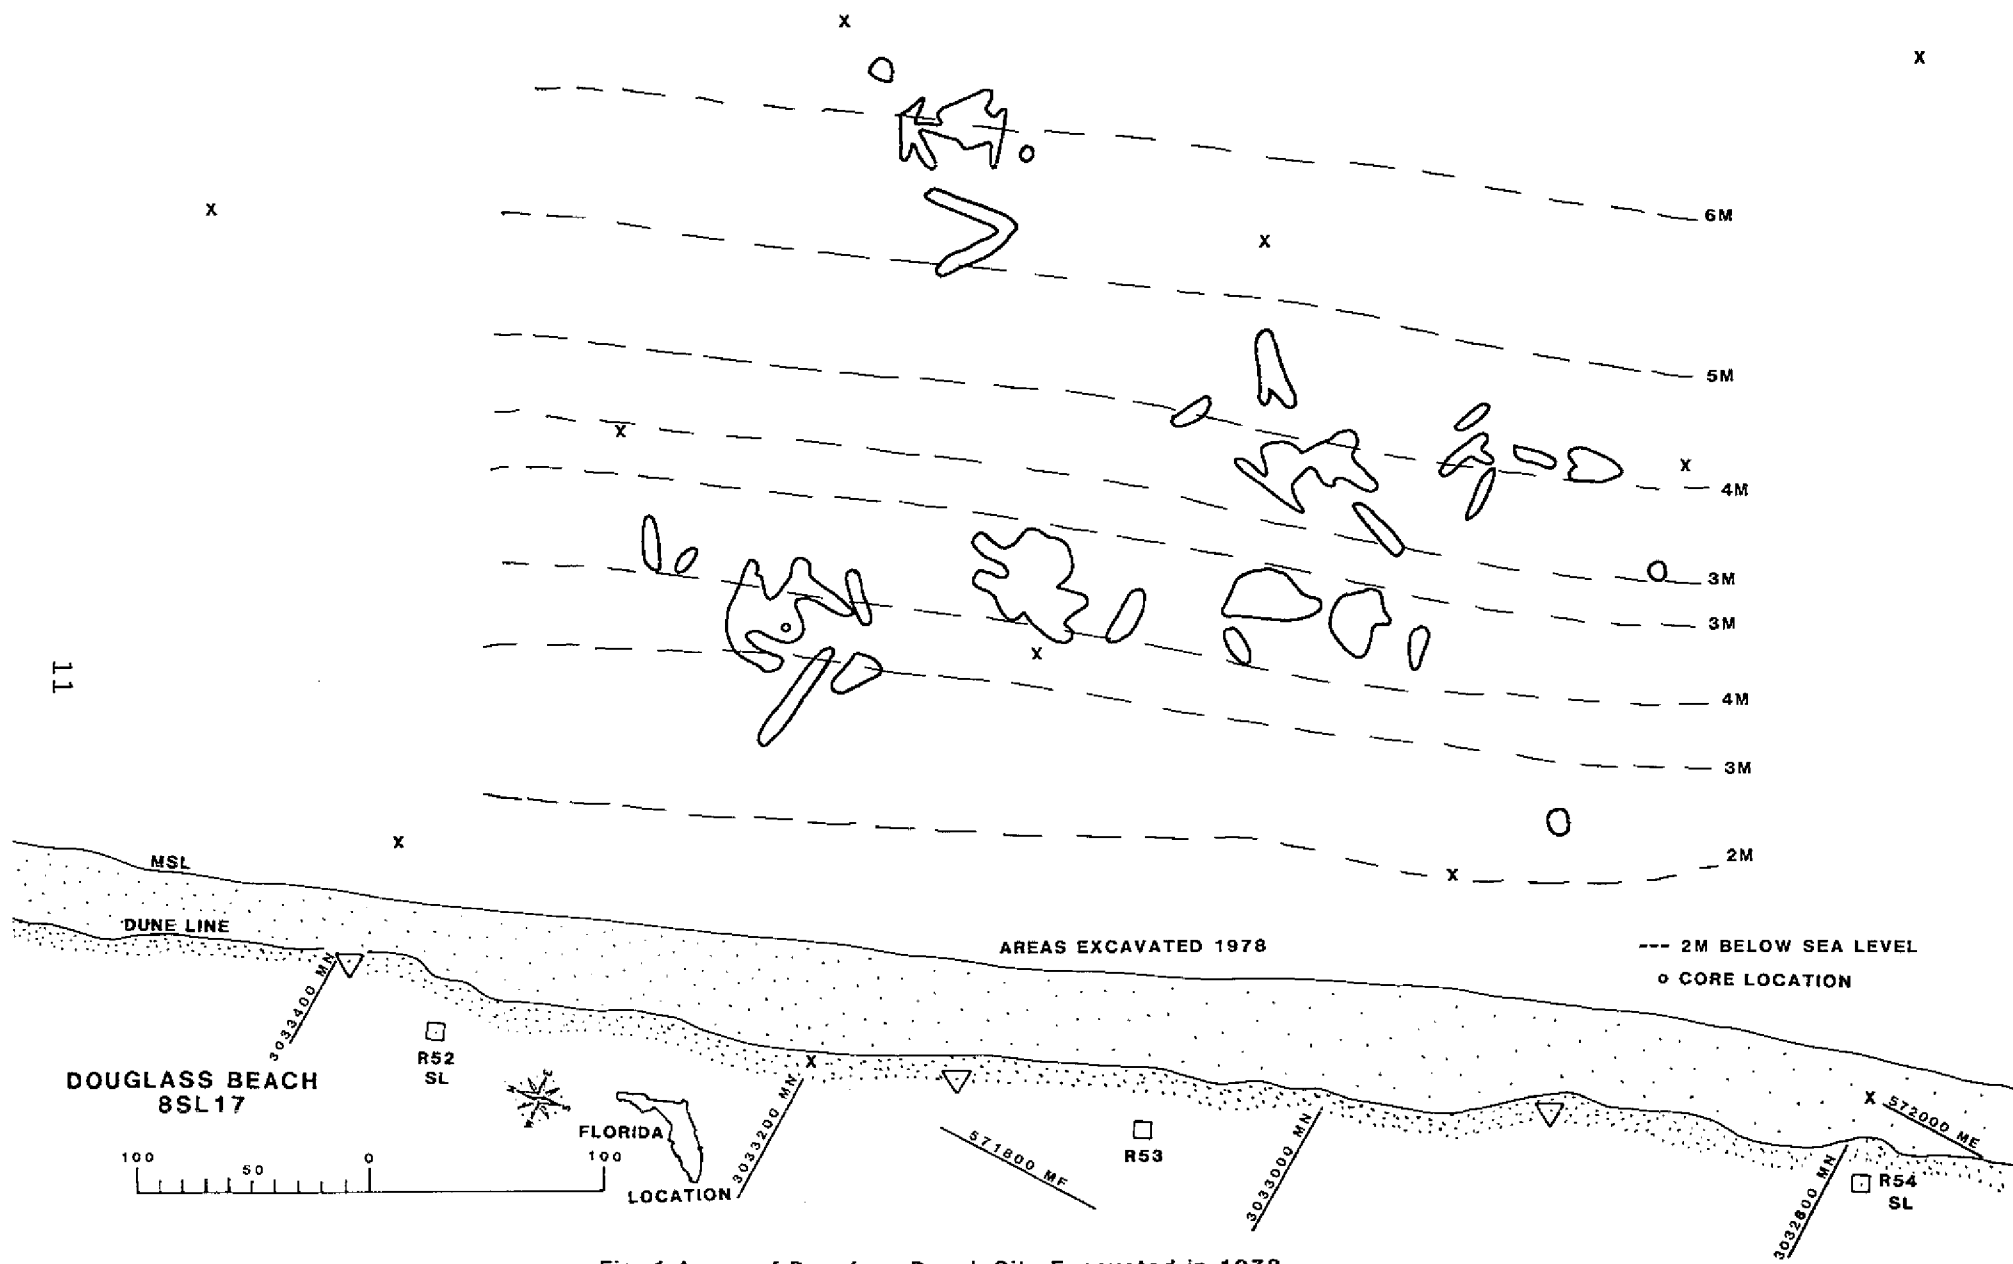 X
X
X
X
6M
5M
X
X
4M
3M
3M
X
4M
3M
2M
X
X
11
MSL
DUNE LINE
AREAS EXCAVATED 1978
--- 2M BELOW SEA LEVEL
o CORE LOCATION
3033400 MN
R52
SL
DOUGLASS BEACH
8SL17
FLORIDA
LOCATION
100 50 0 100
X
3033200 MN
571800 ME
R53
3033000 MN
X
572000 ME
3032800 MN
R54
SL